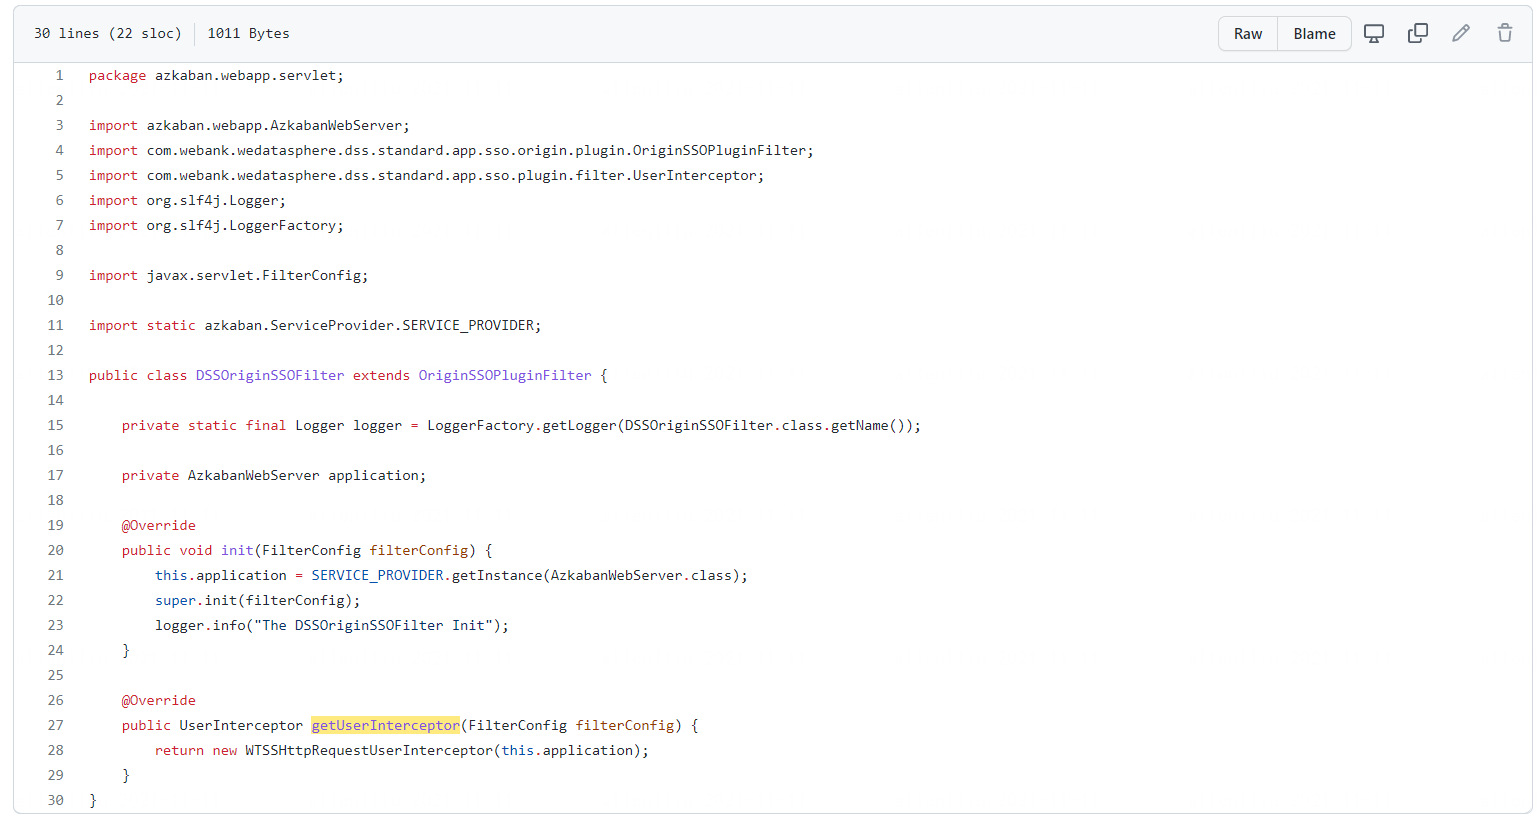 30 lines (22 sloc) 1011 Bytes Raw Blame
1 package azkaban.webapp.servlet;
2
3 import azkaban.webapp.AzkabanWebServer;
4 import com.webank.wedatasphere.dss.standard.app.sso.origin.plugin.OriginSSOPluginFilter;
5 import com.webank.wedatasphere.dss.standard.app.sso.plugin.filter.UserInterceptor;
6 import org.slf4j.Logger;
7 import org.slf4j.LoggerFactory;
8
9 import javax.servlet.FilterConfig;
10
11 import static azkaban.ServiceProvider.SERVICE_PROVIDER;
12
13 public class DSSOriginSSOFilter extends OriginSSOPluginFilter {
14
15     private static final Logger logger = LoggerFactory.getLogger(DSSOriginSSOFilter.class.getName());
16
17     private AzkabanWebServer application;
18
19     @Override
20     public void init(FilterConfig filterConfig) {
21         this.application = SERVICE_PROVIDER.getInstance(AzkabanWebServer.class);
22         super.init(filterConfig);
23         logger.info("The DSSOriginSSOFilter Init");
24     }
25
26     @Override
27     public UserInterceptor getUserInterceptor(FilterConfig filterConfig) {
28         return new WTSSHttpRequestUserInterceptor(this.application);
29     }
30 }